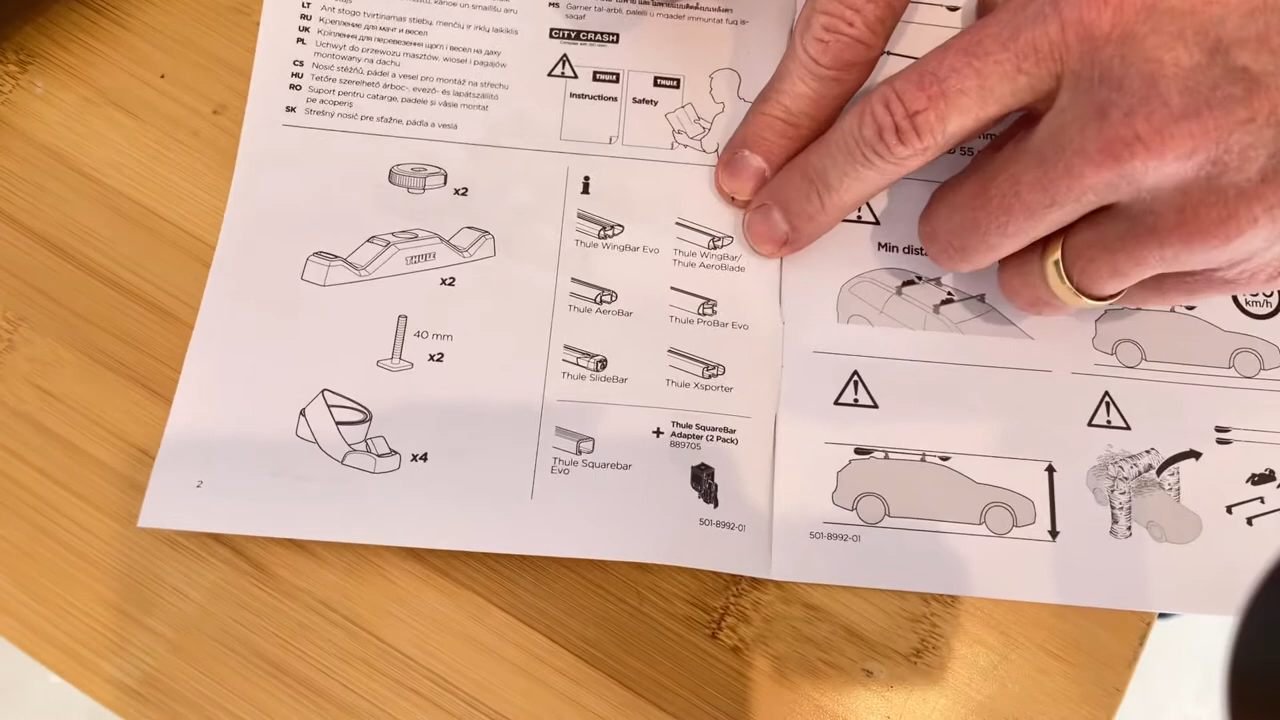 LT Ant stogo tvirtinamas stiebų, menčių ir irklų laikiklis
RU Крепление для мачт и весел
UK Кріплення для перевезення щогл і весел на даху
PL Uchwyt do przewozu masztów, wioseł i pagajów
montowany na dachu
CS Nosič stěžňů, pádel a vesel pro montáž na střechu
HU Tetőre szerelhető árboc-, evező- és lapátszállító
RO Suport pentru catarge, padele și vâsle montat
pe acoperiș
SK Strešný nosič pre sťažne, pádla a veslá
MS Garner tal-arbli, palelli u mqadef immuntat fuq is-
saqaf
CITY CRASH
THULE
Instructions
THULE
Safety
x2
THULE
x2
40 mm
x2
x4
2
i
Thule WingBar Evo
Thule WingBar/
Thule AeroBlade
Thule AeroBar
Thule ProBar Evo
Thule SlideBar
Thule Xsporter
Thule Squarebar
Evo
+ Thule SquareBar
Adapter (2 Pack)
889705
501-8992-01
55
Min
km/h
501-8992-01